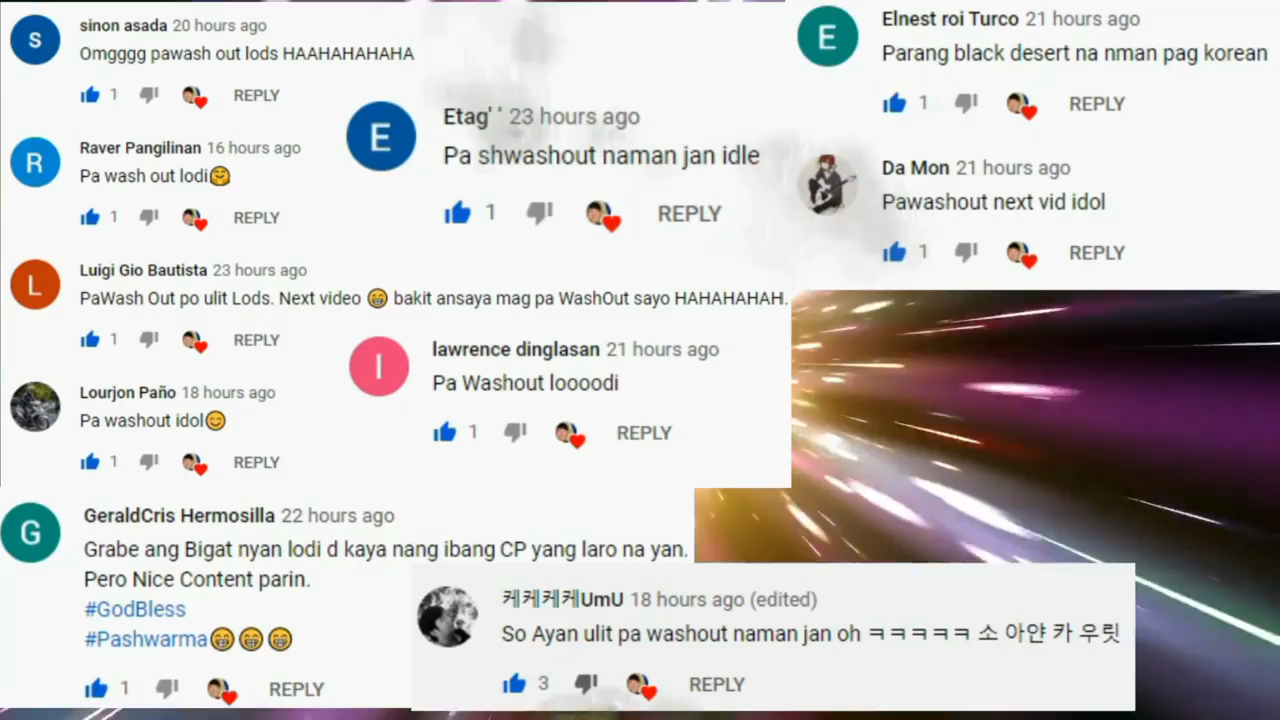 sinon asada 20 hours ago
Omgggg pawash out lods HAAHAHAHAHA
1 REPLY
Raver Pangilinan 16 hours ago
Pa wash out lodi🤗
1 REPLY
Luigi Gio Bautista 23 hours ago
PaWash Out po ulit Lods. Next video 😁 bakit ansaya mag pa WashOut sayo HAHAHAHAH.
1 REPLY
Lourjon Paño 18 hours ago
Pa washout idol😊
1 REPLY
Etag' ' 23 hours ago
Pa shwashout naman jan idle
1 REPLY
lawrence dinglasan 21 hours ago
Pa Washout loooodi
1 REPLY
Elnest roi Turco 21 hours ago
Parang black desert na nman pag korean
1 REPLY
Da Mon 21 hours ago
Pawashout next vid idol
1 REPLY
GeraldCris Hermosilla 22 hours ago
Grabe ang Bigat nyan lodi d kaya nang ibang CP yang laro na yan.
Pero Nice Content parin.
#GodBless
#Pashwarma😁😁😁
1 REPLY
케케케케UmU 18 hours ago (edited)
So Ayan ulit pa washout naman jan oh ㅋㅋㅋㅋㅋ 소 아얀 카 우릿
3 REPLY
S
R
L
E
l
E
G